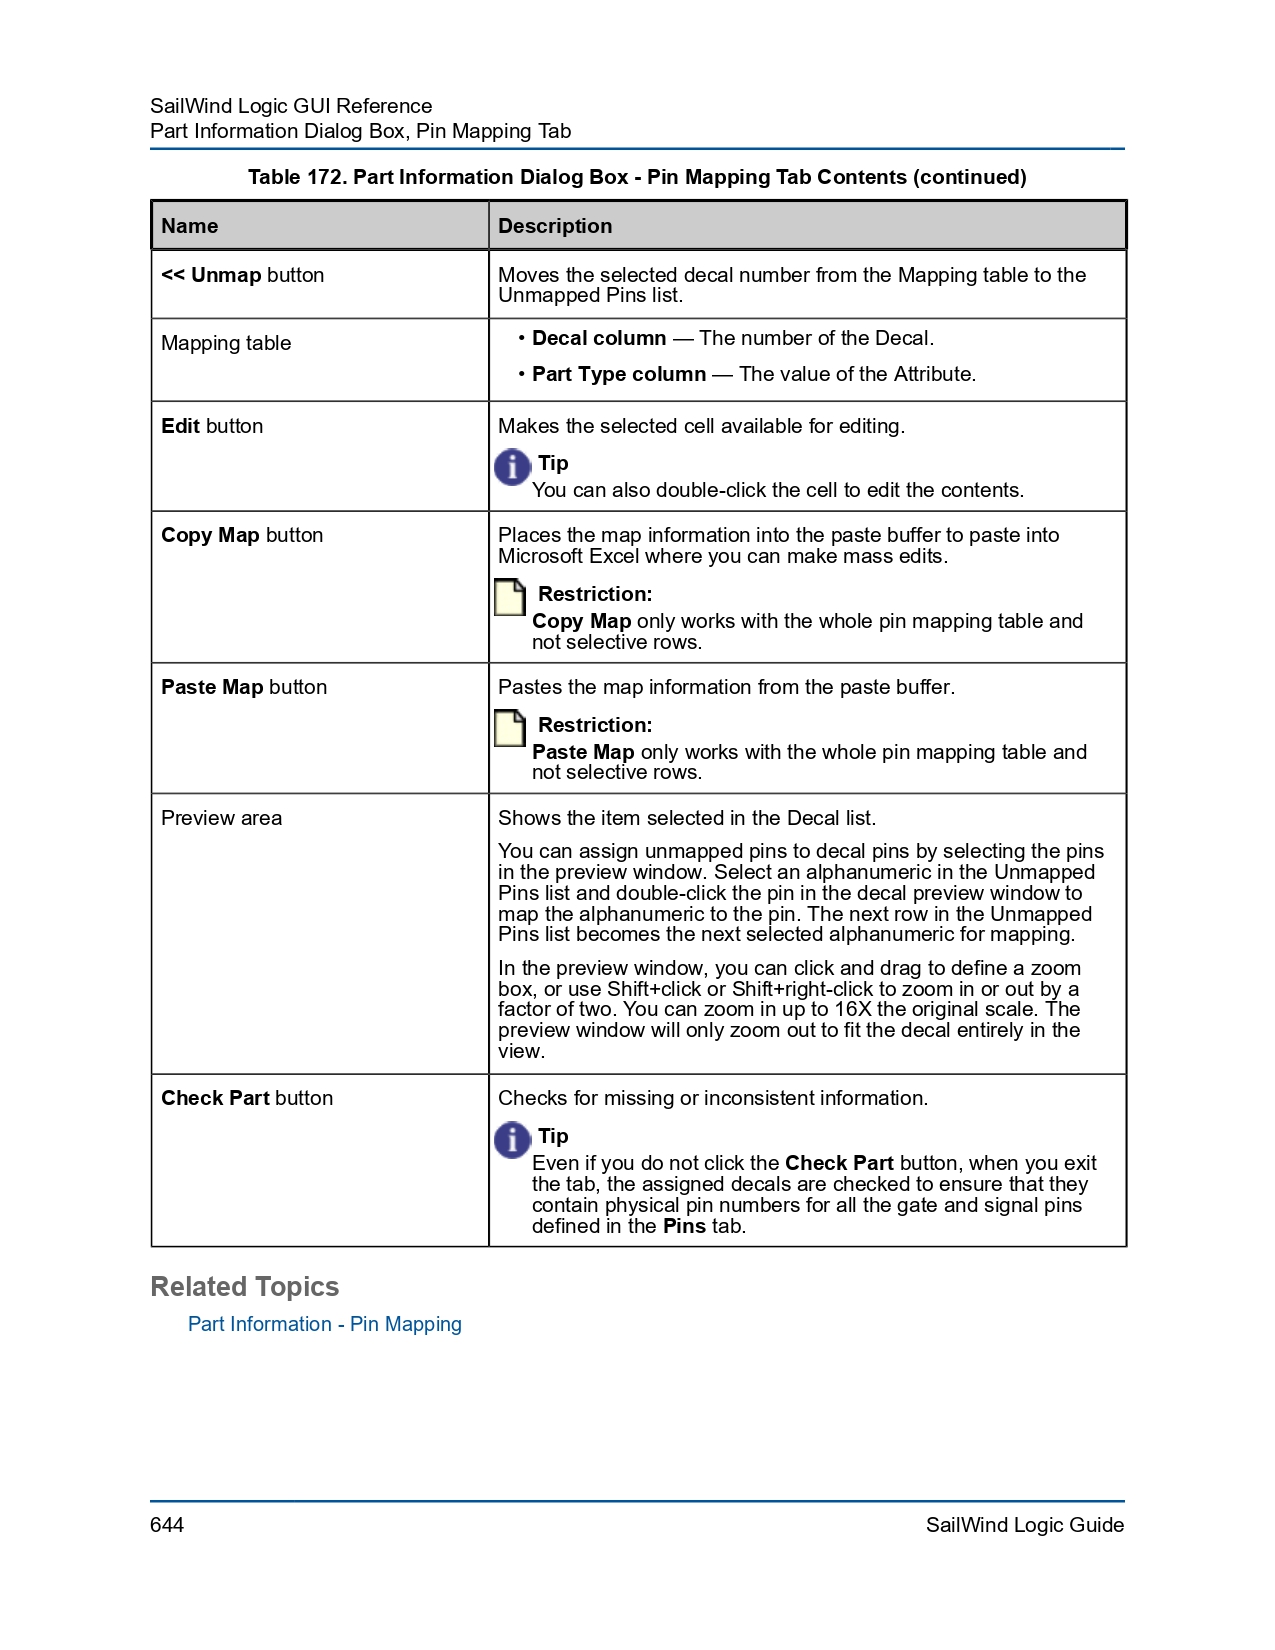 SailWind Logic GUI Reference
Part Information Dialog Box, Pin Mapping Tab
Table 172. Part Information Dialog Box - Pin Mapping Tab Contents (continued)
Name
Description
<< Unmap button
Moves the selected decal number from the Mapping table to the
Unmapped Pins list.
Mapping table
• Decal column — The number of the Decal.
• Part Type column — The value of the Attribute.
Edit button
Makes the selected cell available for editing.
Tip
You can also double-click the cell to edit the contents.
Copy Map button
Places the map information into the paste buffer to paste into
Microsoft Excel where you can make mass edits.
Restriction:
Copy Map only works with the whole pin mapping table and
not selective rows.
Paste Map button
Pastes the map information from the paste buffer.
Restriction:
Paste Map only works with the whole pin mapping table and
not selective rows.
Preview area
Shows the item selected in the Decal list.
You can assign unmapped pins to decal pins by selecting the pins
in the preview window. Select an alphanumeric in the Unmapped
Pins list and double-click the pin in the decal preview window to
map the alphanumeric to the pin. The next row in the Unmapped
Pins list becomes the next selected alphanumeric for mapping.
In the preview window, you can click and drag to define a zoom
box, or use Shift+click or Shift+right-click to zoom in or out by a
factor of two. You can zoom in up to 16X the original scale. The
preview window will only zoom out to fit the decal entirely in the
view.
Check Part button
Checks for missing or inconsistent information.
Tip
Even if you do not click the Check Part button, when you exit
the tab, the assigned decals are checked to ensure that they
contain physical pin numbers for all the gate and signal pins
defined in the Pins tab.
Related Topics
Part Information - Pin Mapping
644
SailWind Logic Guide